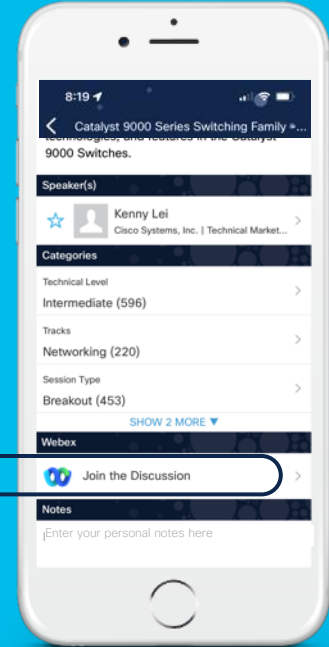 8:19
Catalyst 9000 Series Switching Family -...
technologies, and features in the Catalyst
9000 Switches.
Speaker(s)
Kenny Lei
Cisco Systems, Inc. | Technical Market...
Categories
Technical Level
Intermediate (596)
Tracks
Networking (220)
Session Type
Breakout (453)
SHOW 2 MORE ▼
Webex
Join the Discussion
Notes
Enter your personal notes here